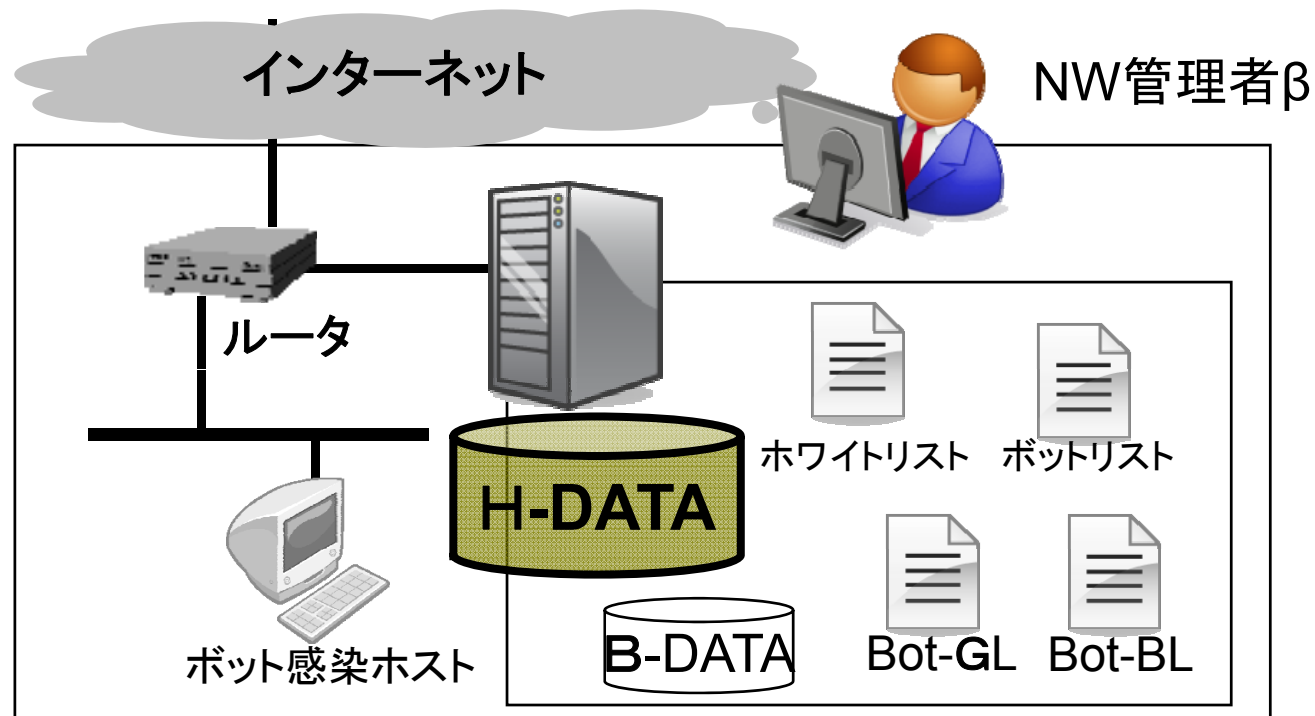 インターネット
NW管理者β
ルータ
ホワイトリスト
ボットリスト
H-DATA
B-DATA
Bot-GL
Bot-BL
ボット感染ホスト